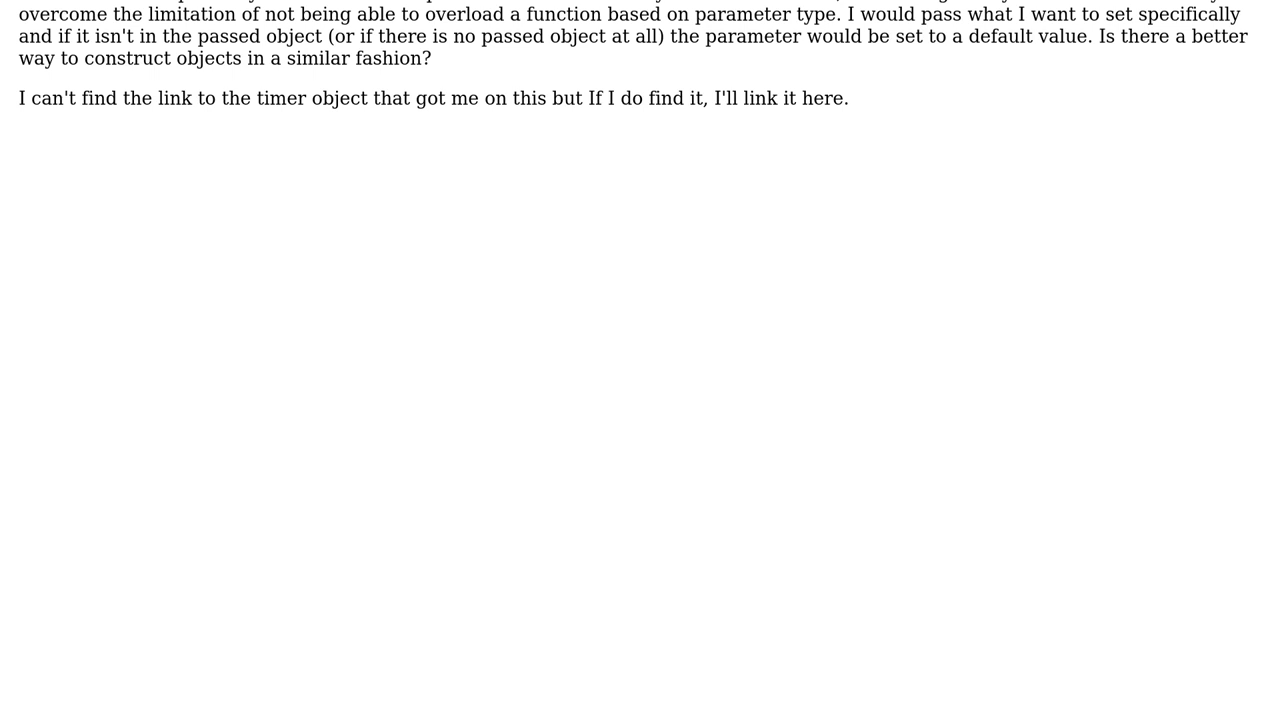 overcome the limitation of not being able to overload a function based on parameter type. I would pass what I want to set specifically
and if it isn't in the passed object (or if there is no passed object at all) the parameter would be set to a default value. Is there a better
way to construct objects in a similar fashion?
I can't find the link to the timer object that got me on this but If I do find it, I'll link it here.